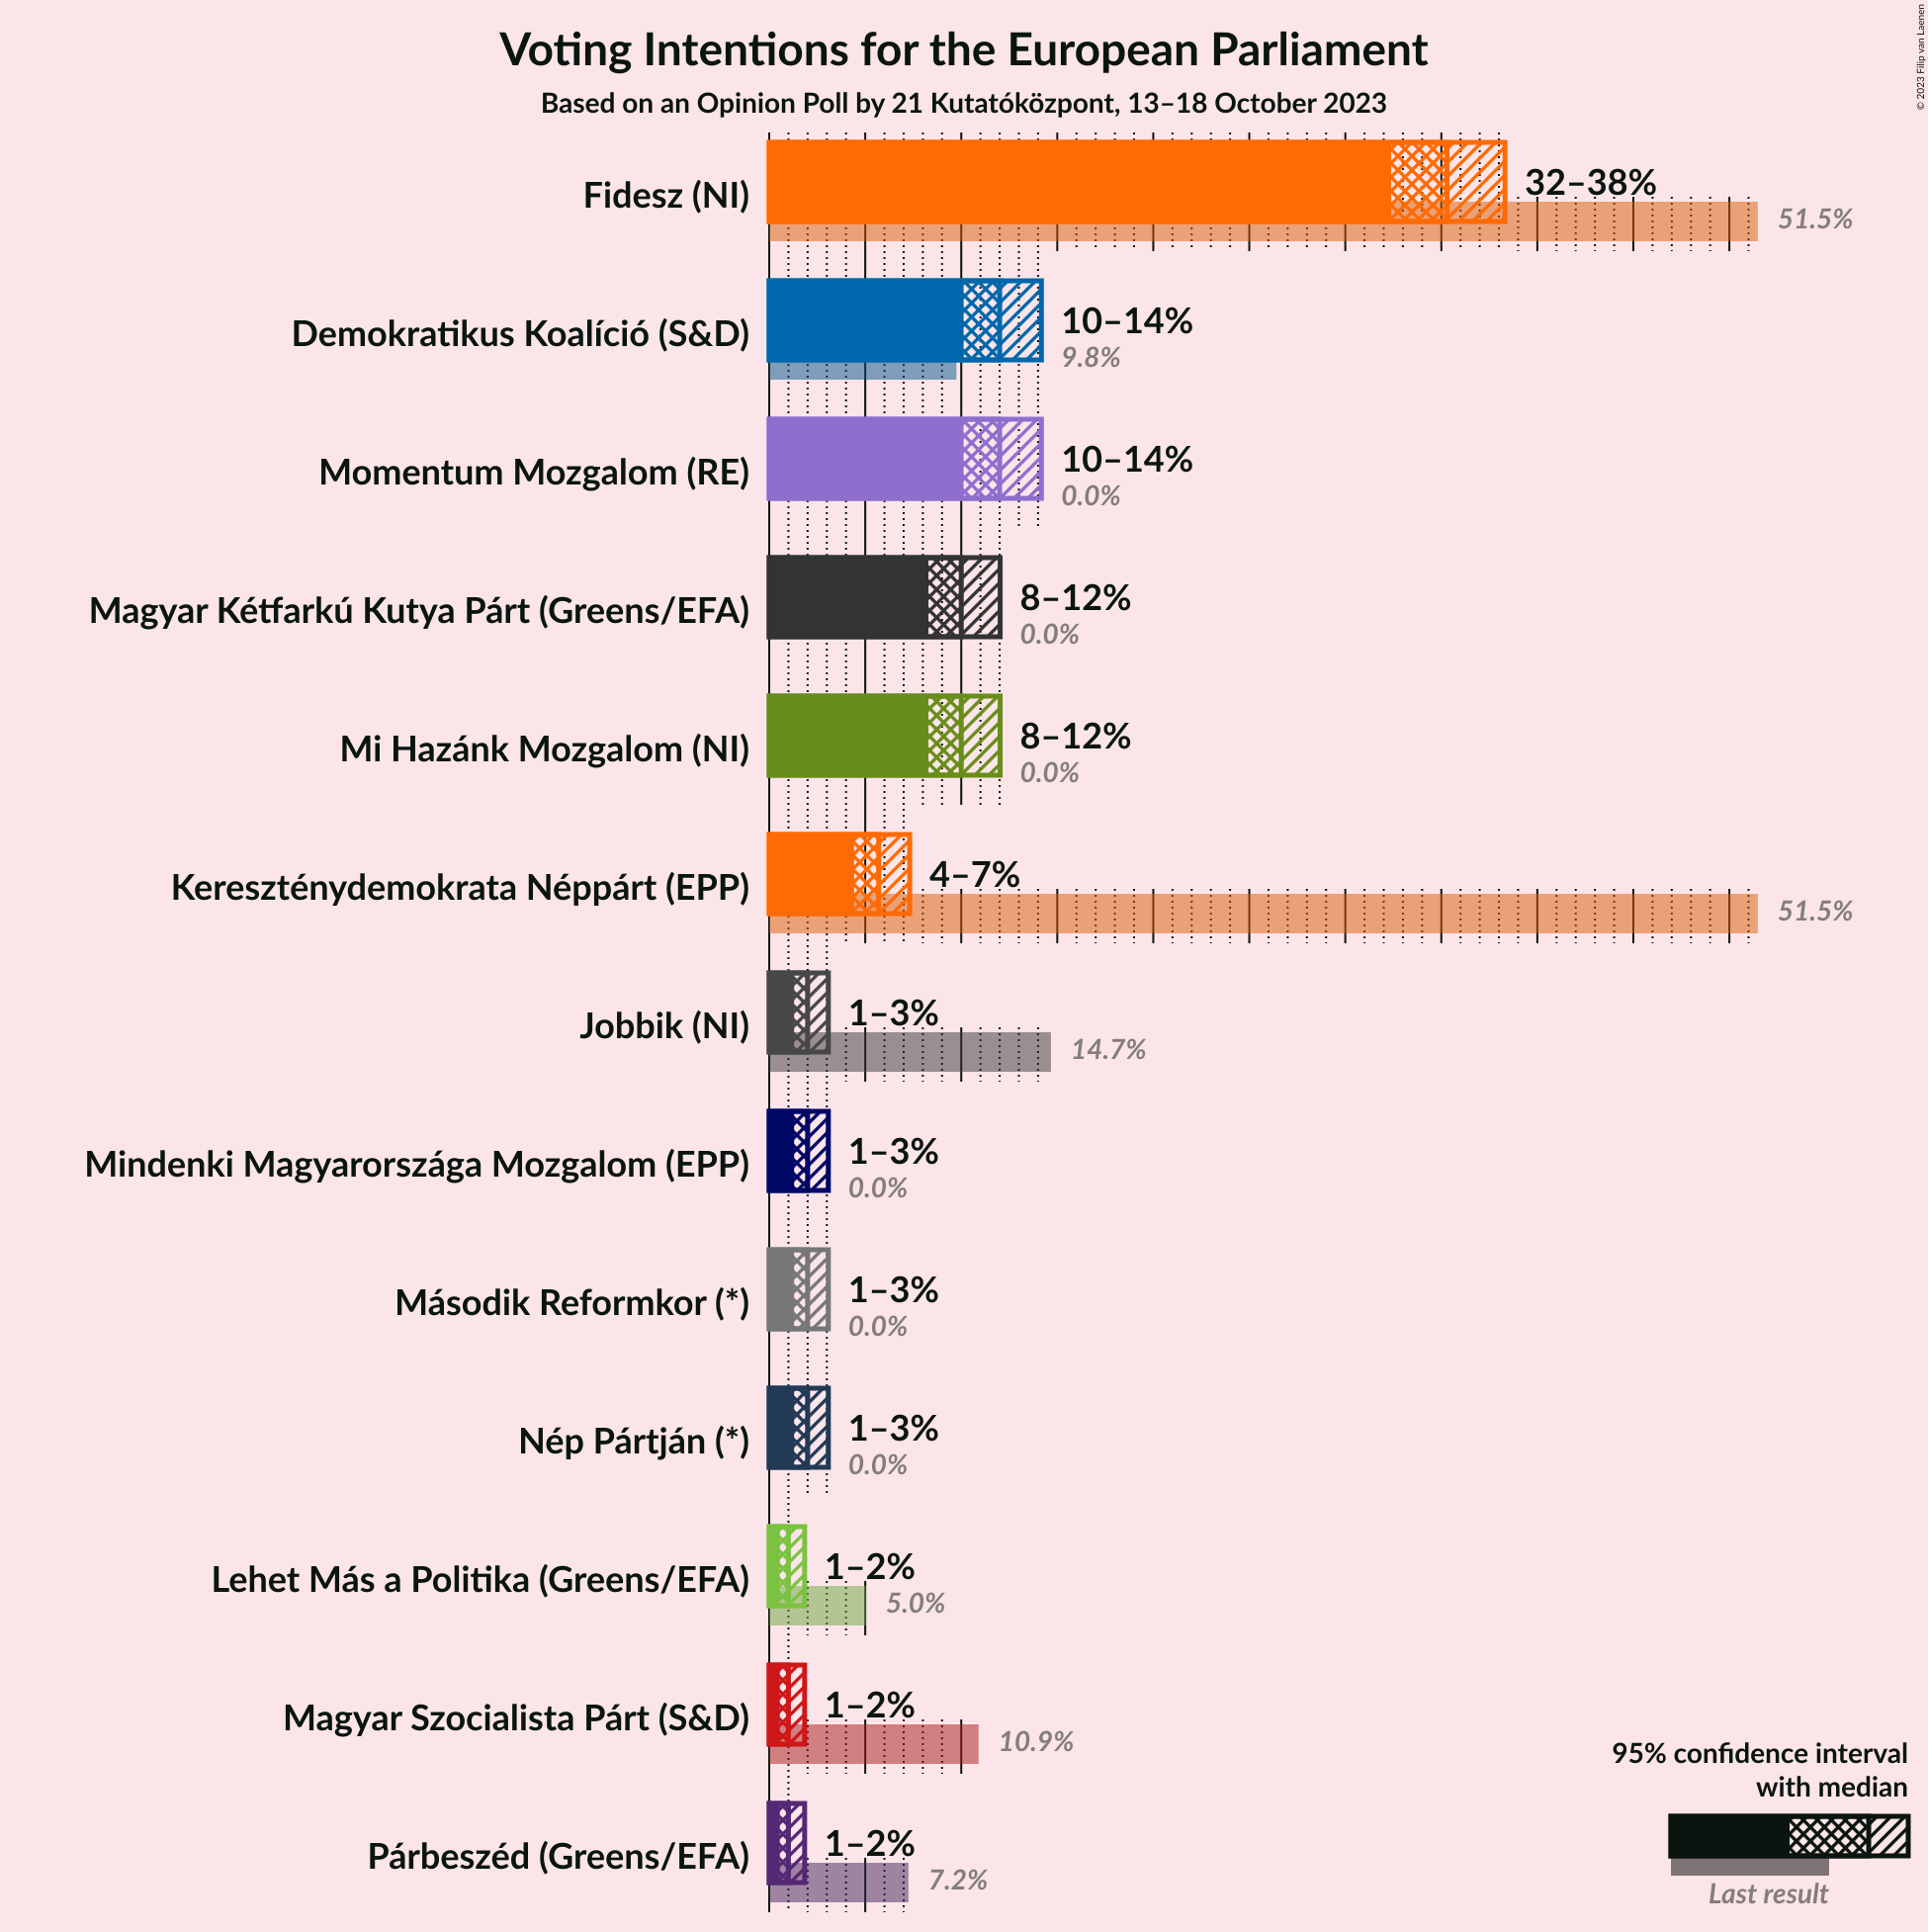 Voting Intentions for the European Parliament
Based on an Opinion Poll by 21 Kutatóközpont, 13–18 October 2023
© 2023 Filip van Laenen
Fidesz (NI)
32–38%
51.5%
Demokratikus Koalíció (S&D)
10–14%
9.8%
Momentum Mozgalom (RE)
10–14%
0.0%
Magyar Kétfarkú Kutya Párt (Greens/EFA)
8–12%
0.0%
Mi Hazánk Mozgalom (NI)
8–12%
0.0%
Kereszténydemokrata Néppárt (EPP)
4–7%
51.5%
Jobbik (NI)
1–3%
14.7%
Mindenki Magyarországa Mozgalom (EPP)
1–3%
0.0%
Második Reformkor (*)
1–3%
0.0%
Nép Pártján (*)
1–3%
0.0%
Lehet Más a Politika (Greens/EFA)
1–2%
5.0%
Magyar Szocialista Párt (S&D)
1–2%
10.9%
Párbeszéd (Greens/EFA)
1–2%
7.2%
95% confidence interval
with median
Last result